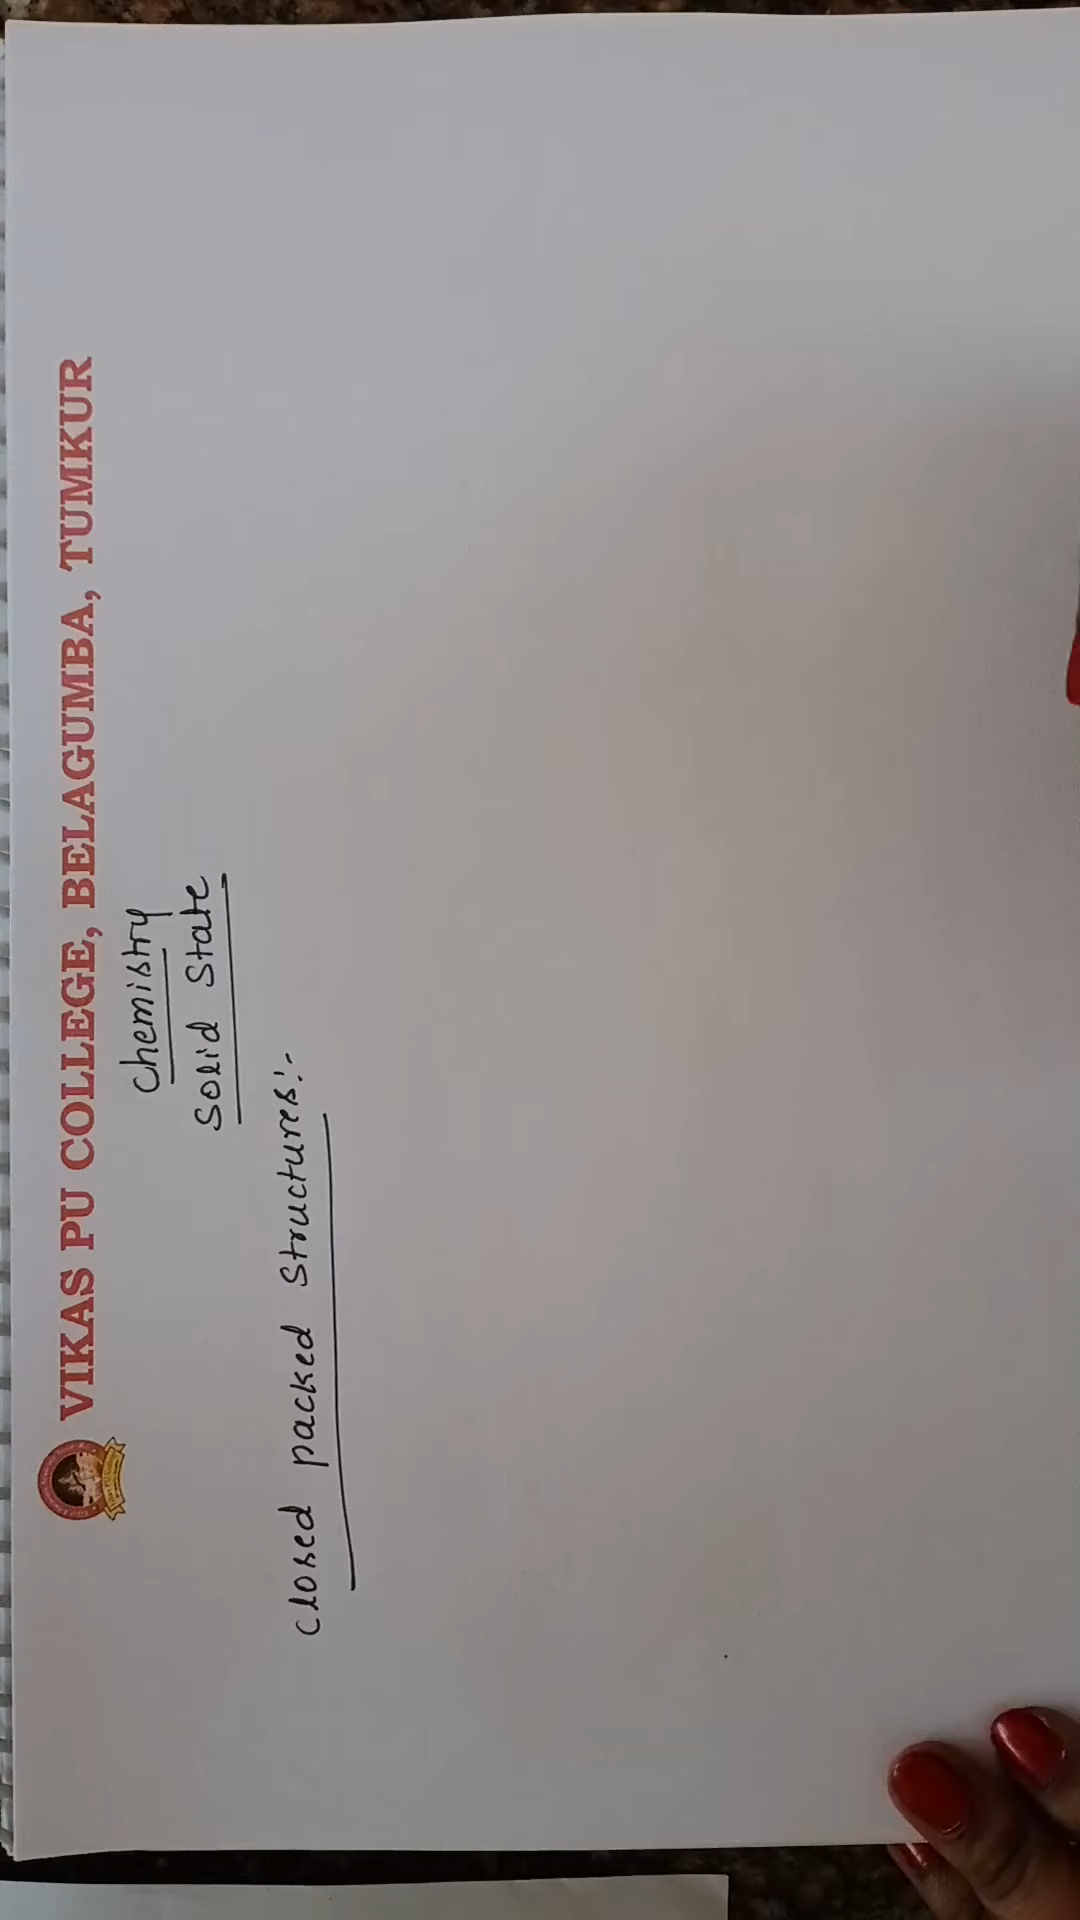 VIKAS PU COLLEGE, BELAGUMBA, TUMKUR
Chemistry
Solid State
Closed packed Structures:-